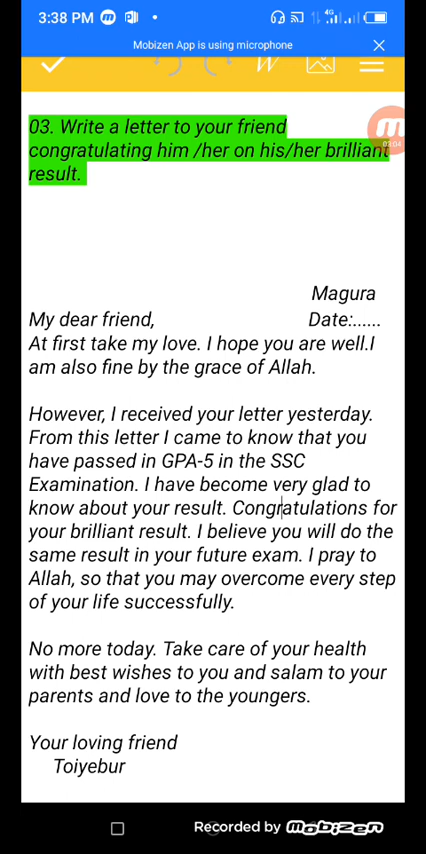 3:38 PM
4G
Mobizen App is using microphone
03. Write a letter to your friend
congratulating him /her on his/her brilliant
result.
03:04
Magura
My dear friend,
Date:......
At first take my love. I hope you are well.I
am also fine by the grace of Allah.
However, I received your letter yesterday.
From this letter I came to know that you
have passed in GPA-5 in the SSC
Examination. I have become very glad to
know about your result. Congratulations for
your brilliant result. I believe you will do the
same result in your future exam. I pray to
Allah, so that you may overcome every step
of your life successfully.
No more today. Take care of your health
with best wishes to you and salam to your
parents and love to the youngers.
Your loving friend
Toiyebur
Recorded by mobizen